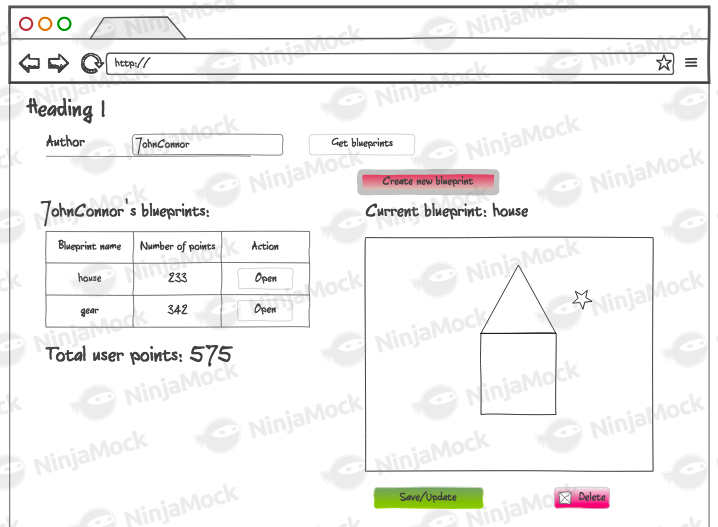 http://
Heading 1
Author JohnConnor Get blueprints
Create new blueprint
JohnConnor's blueprints:
Current blueprint: house
Blueprint name Number of points Action
house 233 Open
gear 342 Open
Total user points: 575
Save/Update Delete
NinjaMock